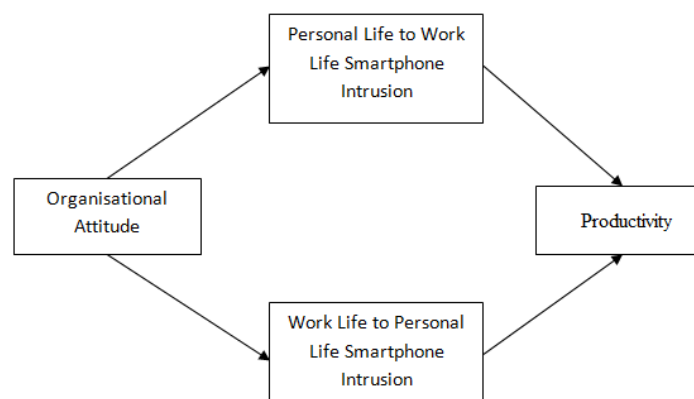 Personal Life to Work
Life Smartphone
Intrusion
Organisational
Attitude
Productivity
Work Life to Personal
Life Smartphone
Intrusion